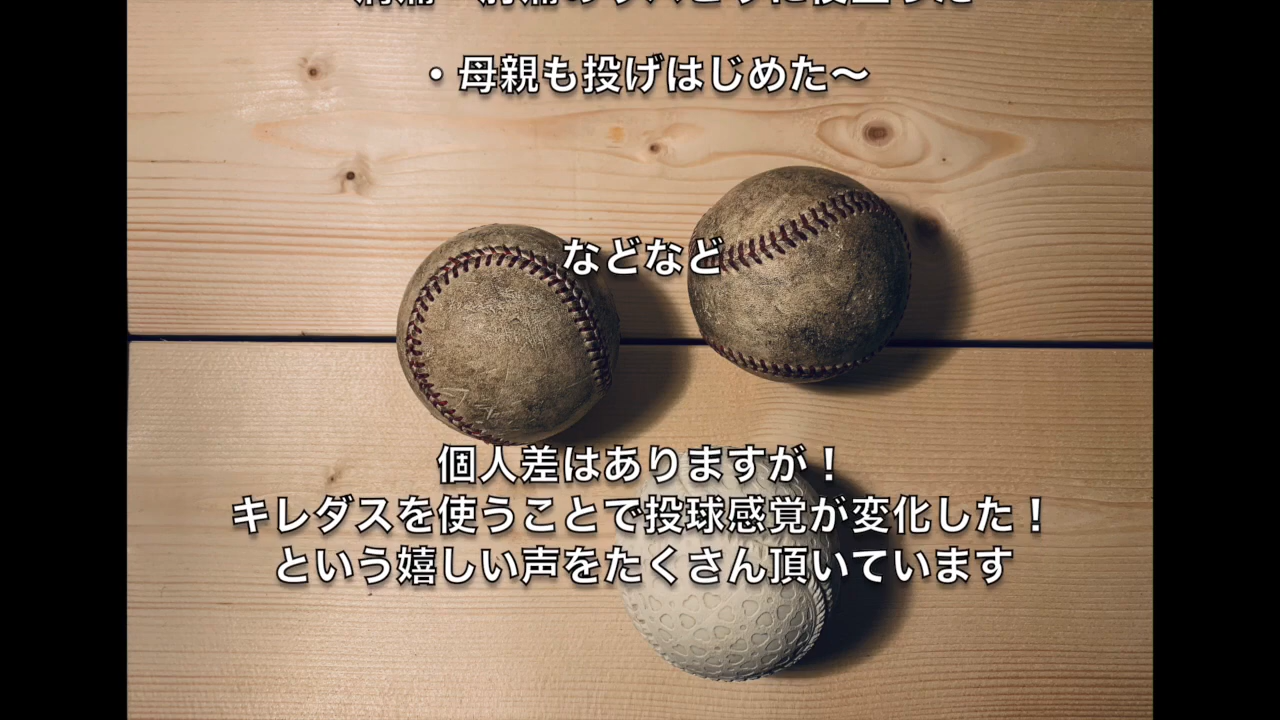 ・母親も投げはじめた〜
などなど
個人差はありますが！
キレダスを使うことで投球感覚が変化した！
という嬉しい声をたくさん頂いています